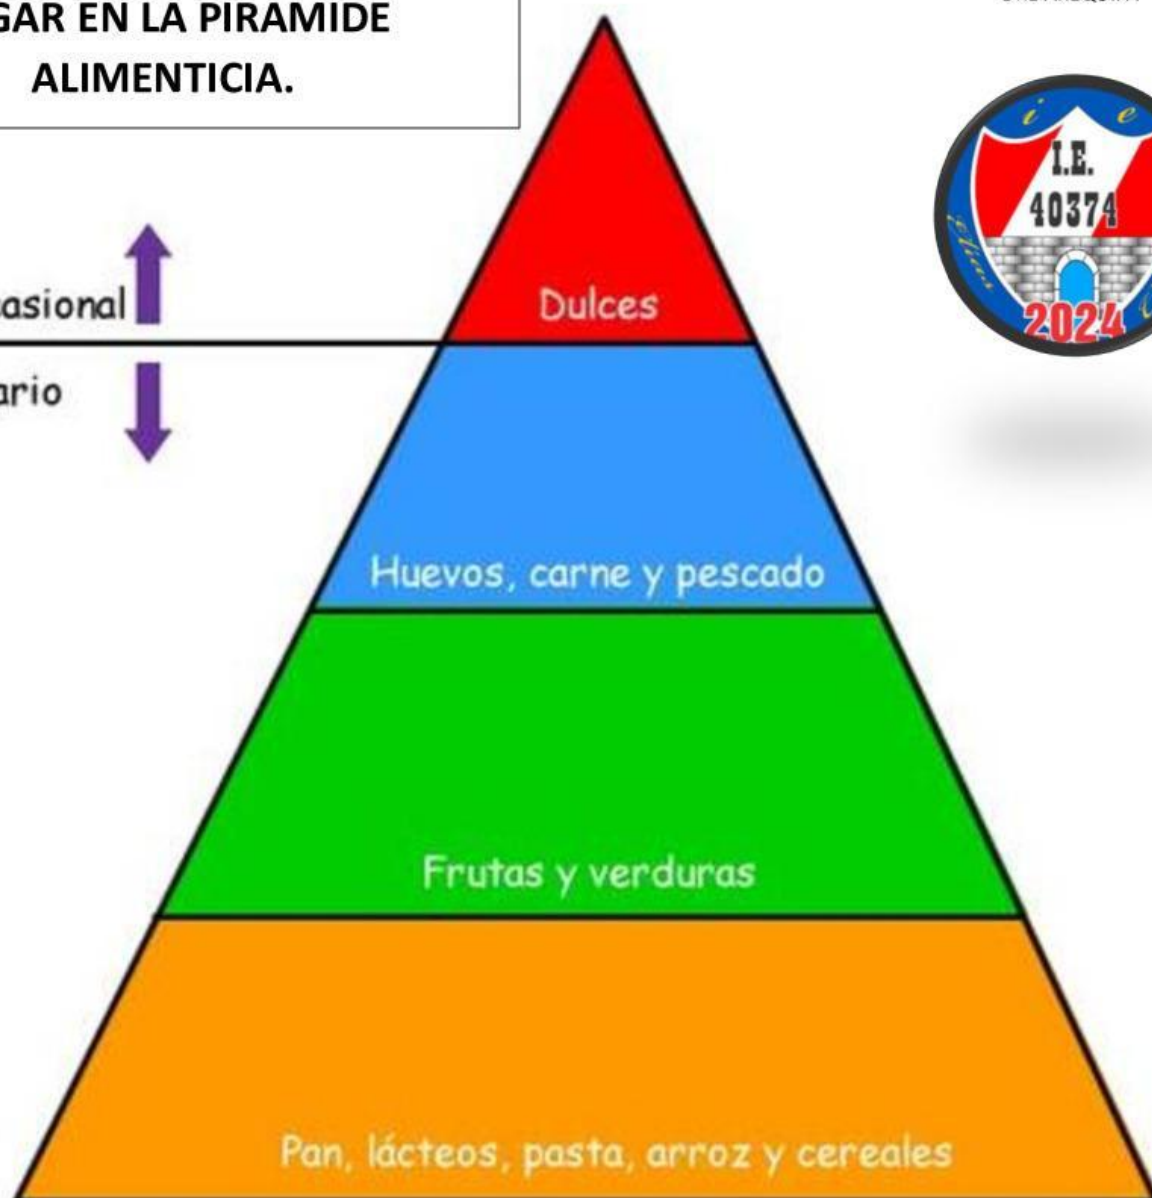 GAR EN LA PIRAMIDE
ALIMENTICIA.
i e
I.E.
40374
Elias
2024
asional
ario
Dulces
Huevos, carne y pescado
Frutas y verduras
Pan, lácteos, pasta, arroz y cereales